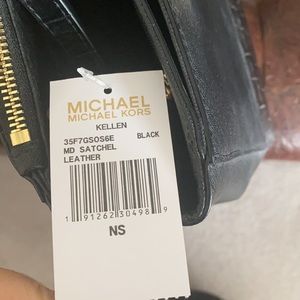 MICHAEL
MICHAEL KORS
KELLEN
35F7GSOS6E BLACK
MD SATCHEL
LEATHER
1 91262 30498 9
NS